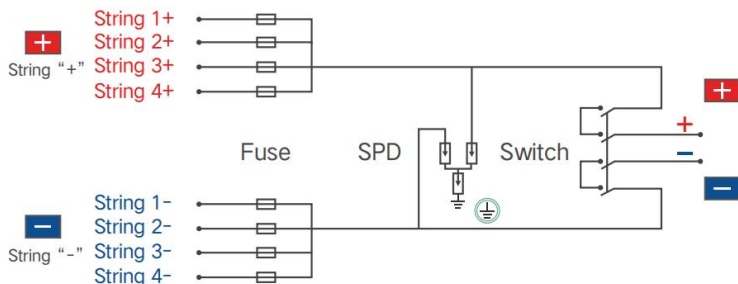 String 1+
String 2+
String "+"
String 3+
String 4+
+
−
Fuse
SPD
Switch
String 1−
String 2−
String "−"
String 3−
String 4−